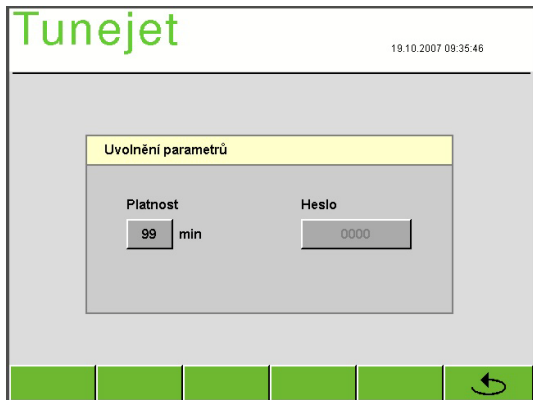 Tunejet
19.10.2007 09:35:46
Uvolnění parametrů
Platnost Heslo
99 min 0000